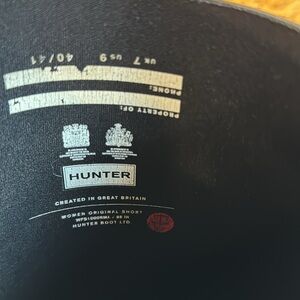 UK 7 US 9 40/41
PHONE:
PROPERTY OF:
HUNTER
CREATED IN GREAT BRITAIN
WOMEN ORIGINAL SHORT
HUNTER BOOT LTD